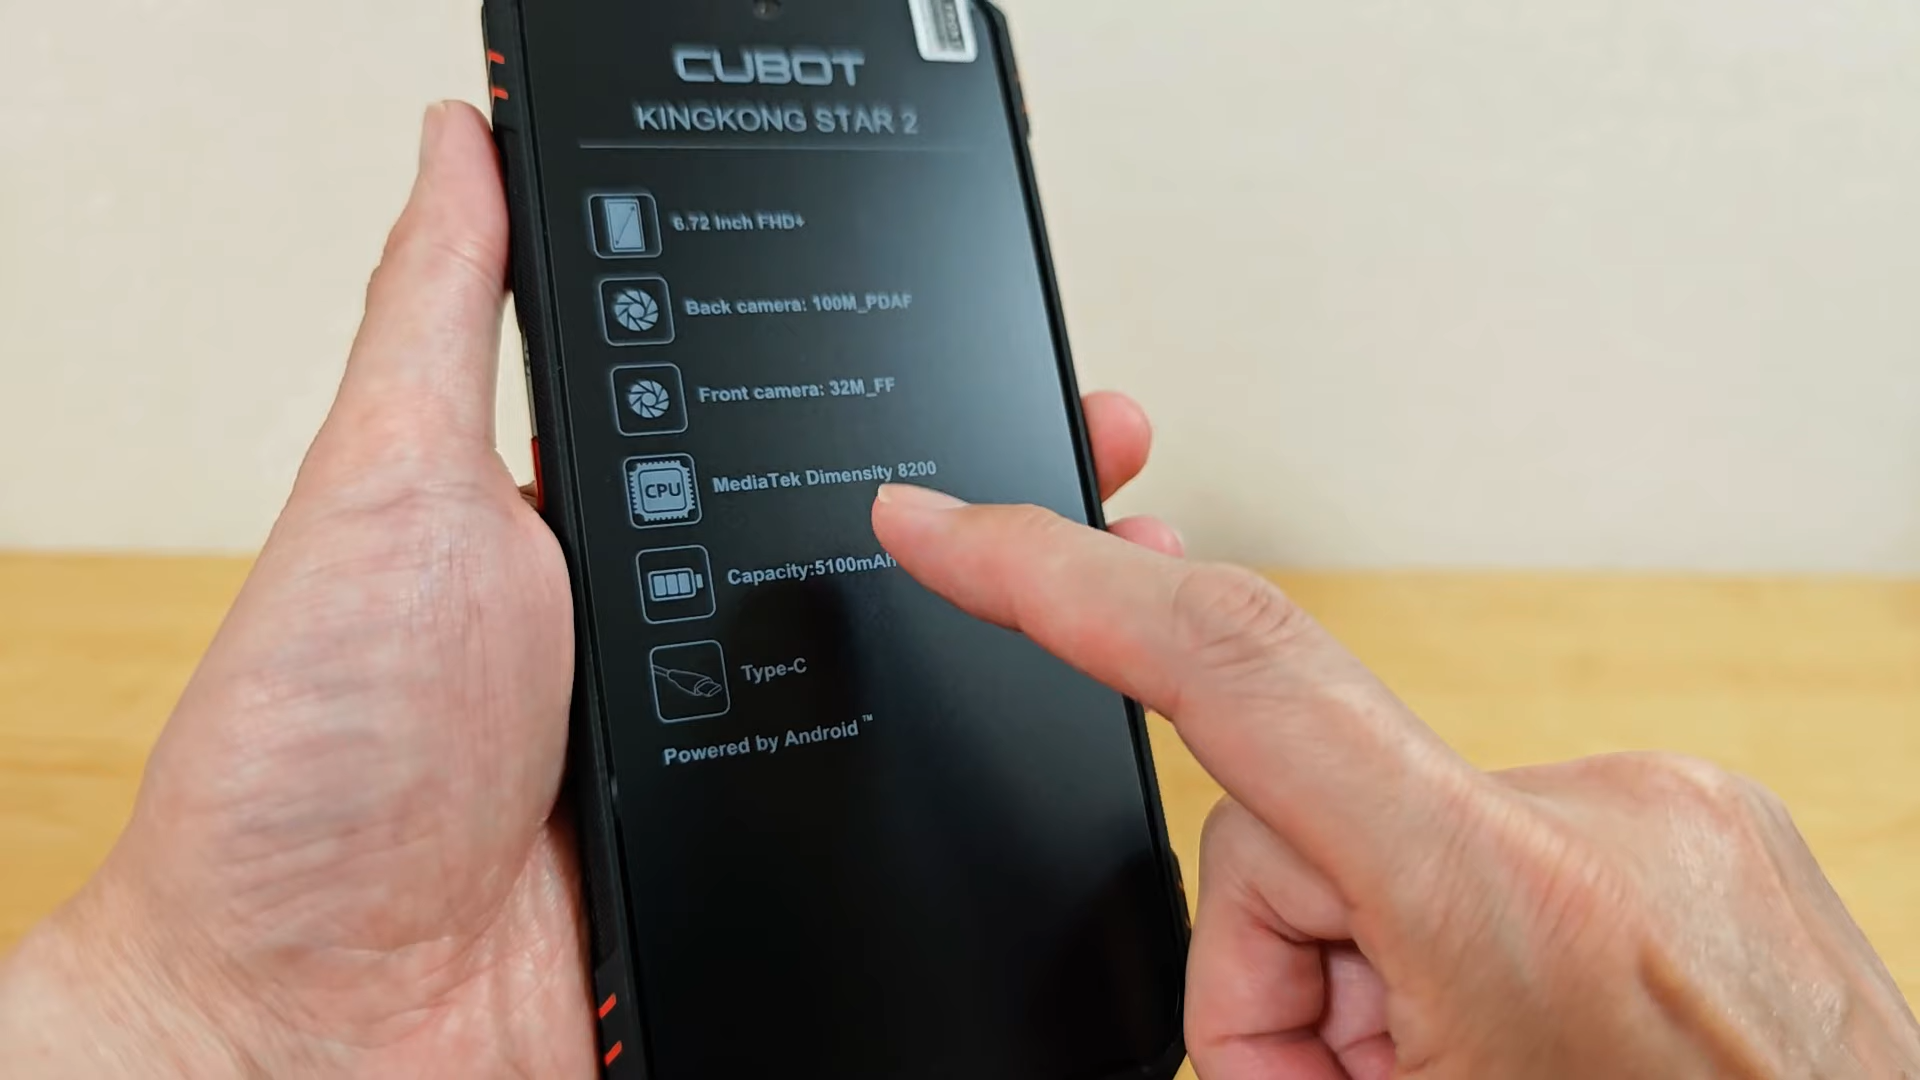 CUBOT
KINGKONG STAR 2
6.72 Inch FHD+
Back camera: 100M_PDAF
Front camera: 32M_FF
CPU
MediaTek Dimensity 8200
Capacity:5100mAh
Type-C
Powered by Android™